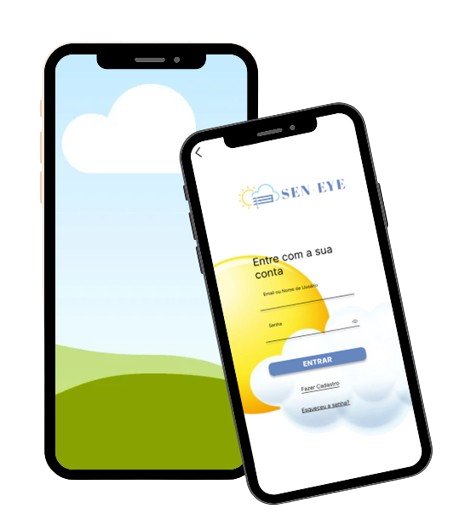 SEN EYE
Entre com a sua
conta
Email ou Nome de Usuário
Senha
ENTRAR
Fazer Cadastro
Esqueceu a senha?